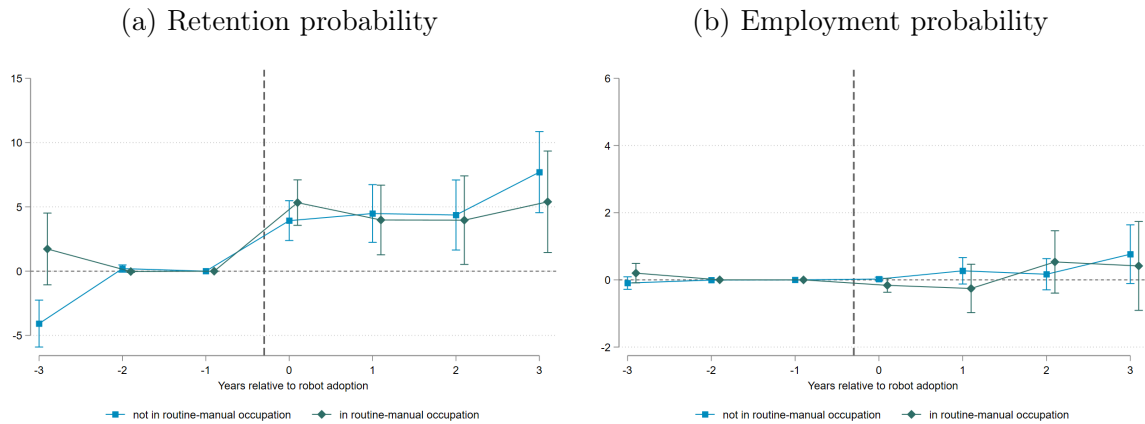 (a) Retention probability
15
10
5
0
-5
-3 -2 -1 0 1 2 3
Years relative to robot adoption
not in routine-manual occupation in routine-manual occupation
(b) Employment probability
6
4
2
0
-2
-3 -2 -1 0 1 2 3
Years relative to robot adoption
not in routine-manual occupation in routine-manual occupation